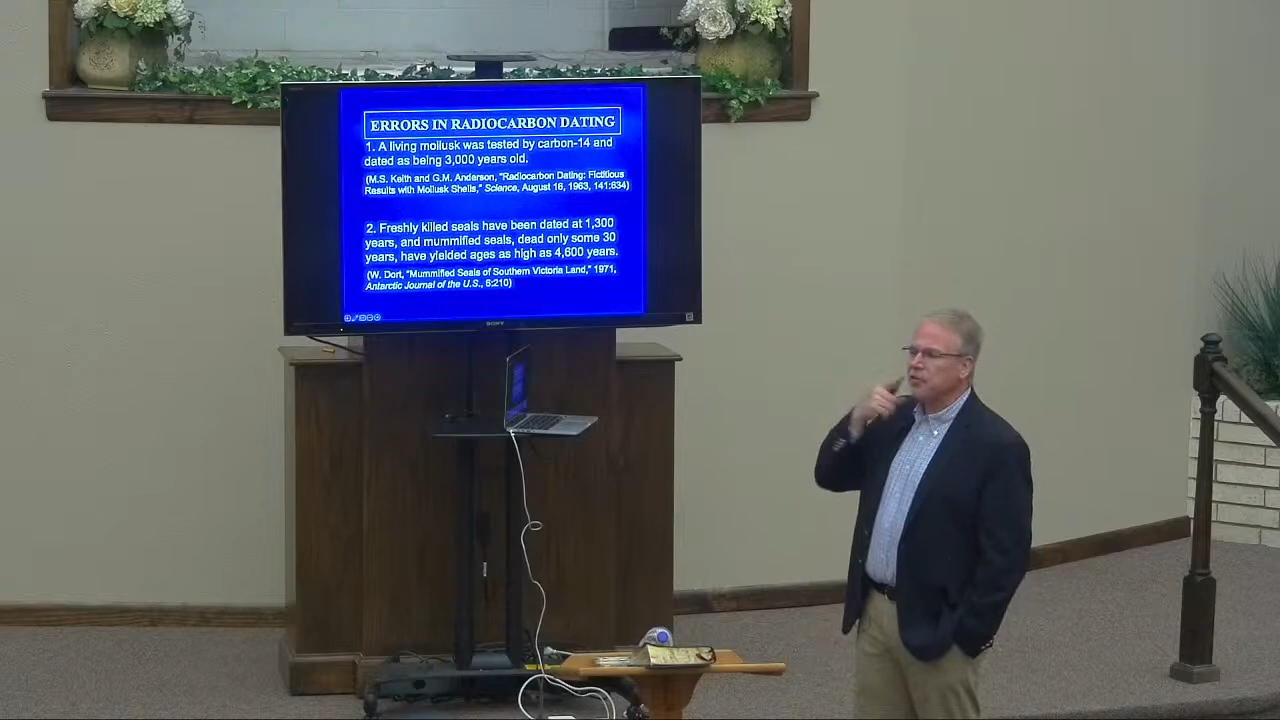 ERRORS IN RADIOCARBON DATING
1. A living mollusk was tested by carbon-14 and
dated as being 3,000 years old.
(M.S. Keith and G.M. Anderson, "Radiocarbon Dating: Fictitious
Results with Mollusk Shells," Science, August 16, 1963, 141:634)
2. Freshly killed seals have been dated at 1,300
years, and mummified seals, dead only some 30
years, have yielded ages as high as 4,600 years.
(W. Dort, "Mummified Seals of Southern Victoria Land," 1971,
Antarctic Journal of the U.S., 6:210)
SONY